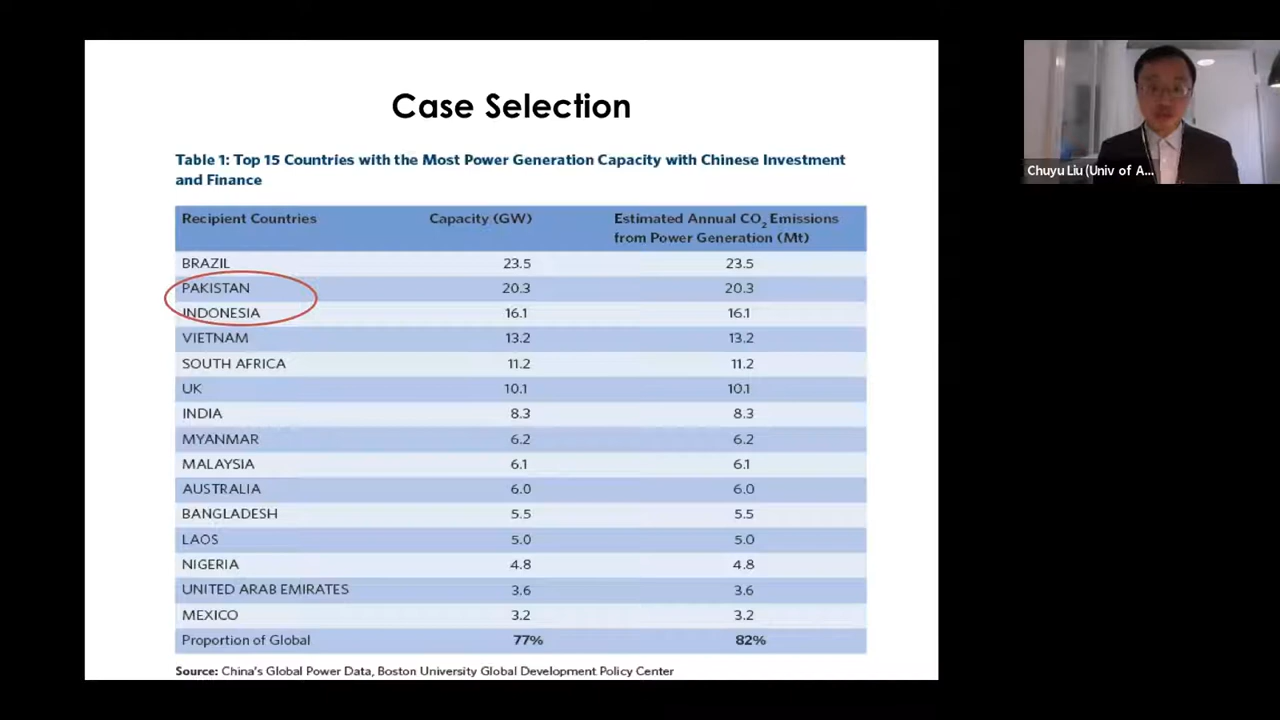 Case Selection
Table 1: Top 15 Countries with the Most Power Generation Capacity with Chinese Investment
and Finance
Recipient Countries Capacity (GW) Estimated Annual CO2 Emissions
from Power Generation (Mt)
BRAZIL 23.5 23.5
PAKISTAN 20.3 20.3
INDONESIA 16.1 16.1
VIETNAM 13.2 13.2
SOUTH AFRICA 11.2 11.2
UK 10.1 10.1
INDIA 8.3 8.3
MYANMAR 6.2 6.2
MALAYSIA 6.1 6.1
AUSTRALIA 6.0 6.0
BANGLADESH 5.5 5.5
LAOS 5.0 5.0
NIGERIA 4.8 4.8
UNITED ARAB EMIRATES 3.6 3.6
MEXICO 3.2 3.2
Proportion of Global 77% 82%
Source: China's Global Power Data, Boston University Global Development Policy Center
Chuyu Liu (Univ of A...